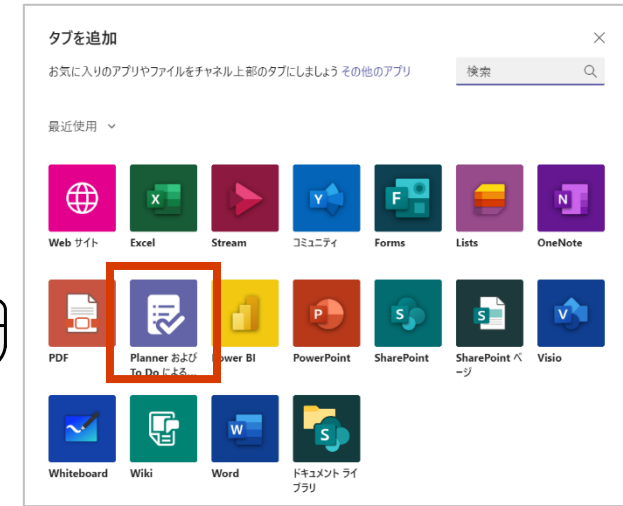 タブを追加
お気に入りのアプリやファイルをチャネル上部のタブにしましょう その他のアプリ
検索
最近使用
Web サイト
Excel
Stream
コミュニティ
Forms
Lists
OneNote
PDF
Planner および
To Do による...
Power BI
PowerPoint
SharePoint
SharePoint ペ
ージ
Visio
Whiteboard
Wiki
Word
ドキュメント ライ
ブラリ